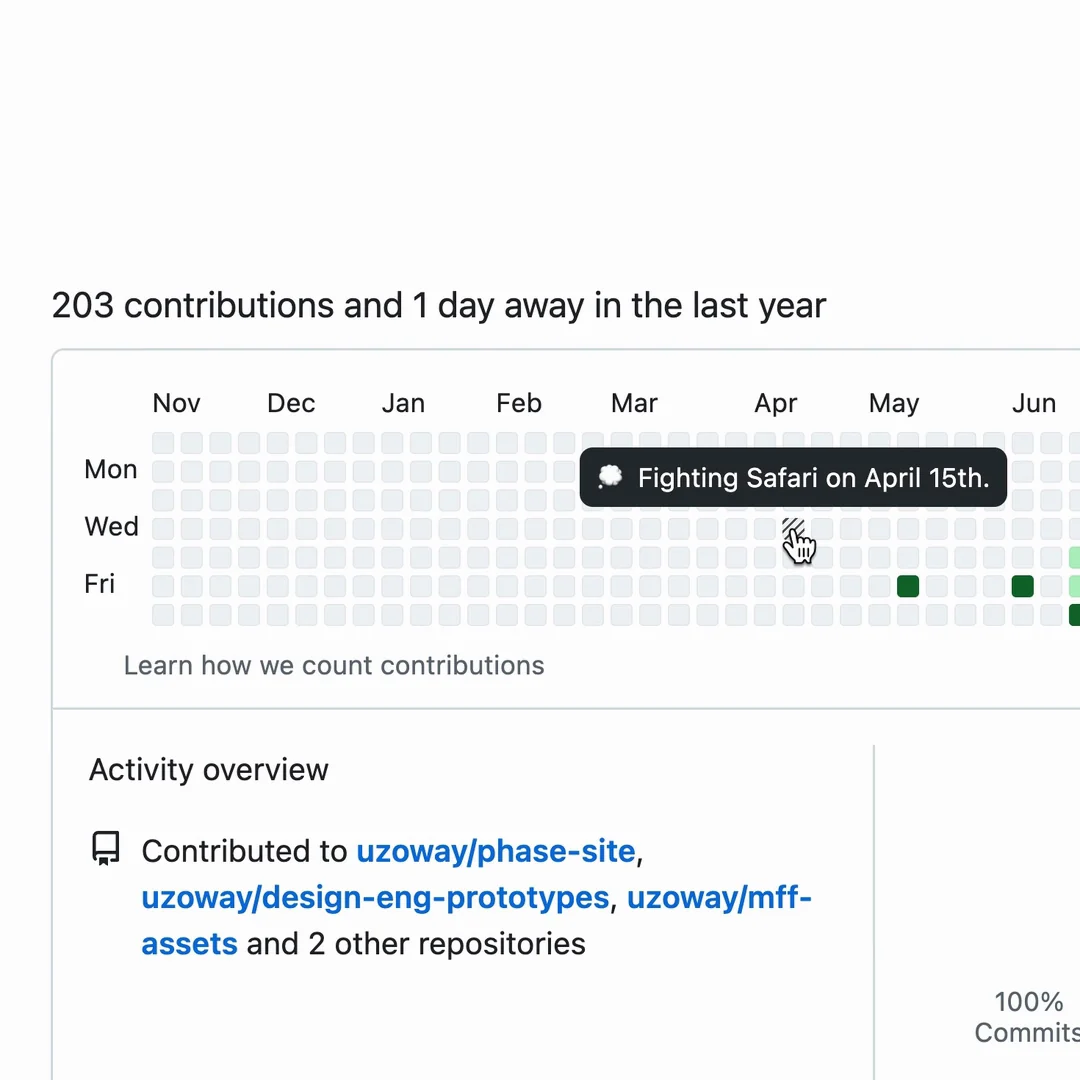 203 contributions and 1 day away in the last year
Nov Dec Jan Feb Mar Apr May Jun
Mon
💭 Fighting Safari on April 15th.
Wed
Fri
Learn how we count contributions
Activity overview
Contributed to uzoway/phase-site,
uzoway/design-eng-prototypes, uzoway/mff-
assets and 2 other repositories
100%
Commits